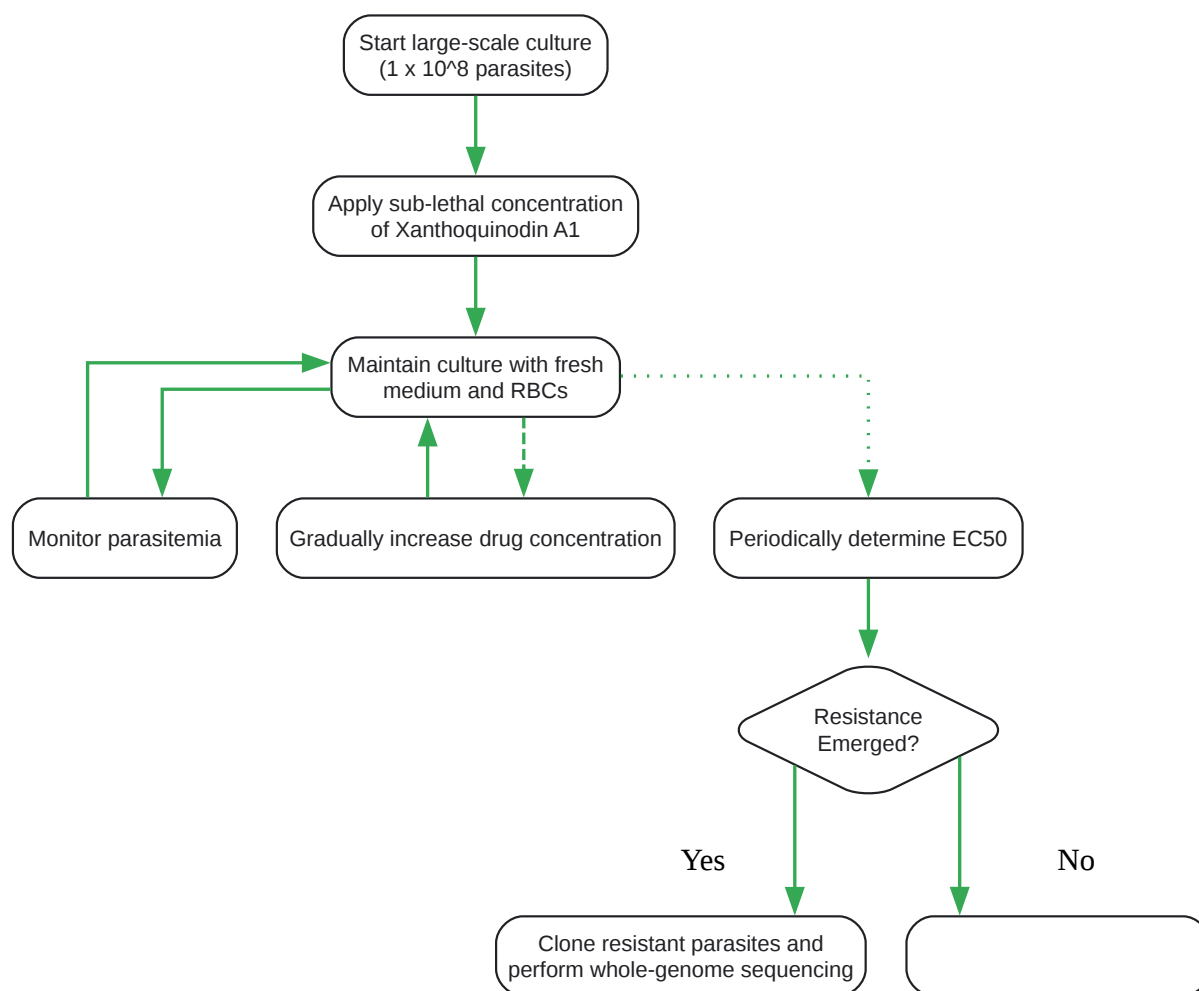 Start large-scale culture
(1 x 10^8 parasites)
Apply sub-lethal concentration
of Xanthoquinodin A1
Maintain culture with fresh
medium and RBCs
Monitor parasitemia
Gradually increase drug concentration
Periodically determine EC50
Resistance
Emerged?
Yes
No
Clone resistant parasites and
perform whole-genome sequencing